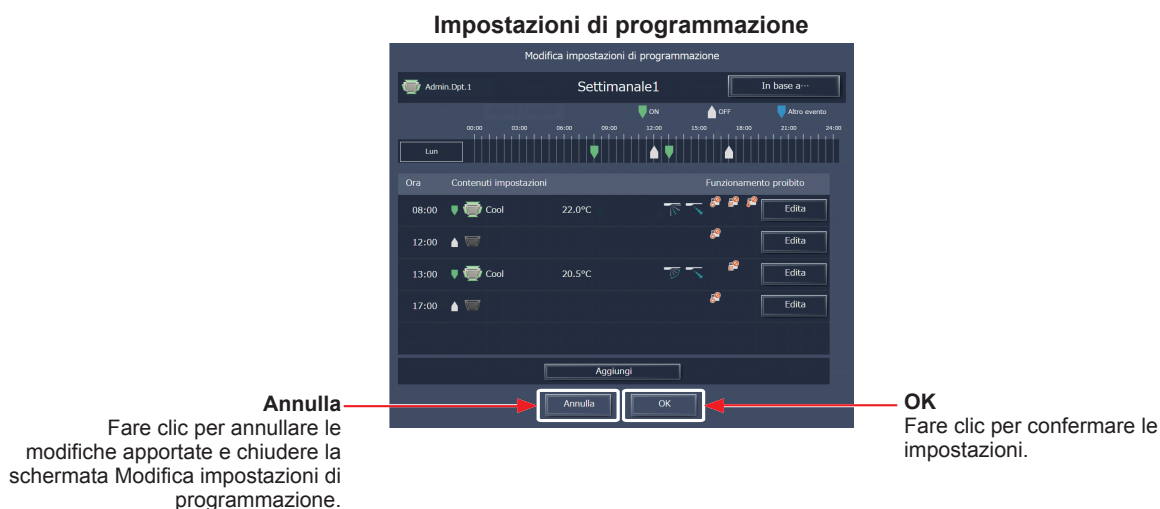 Impostazioni di programmazione
Modifica impostazioni di programmazione
Admin.Dpt.1 Settimanale1 In base a···
ON OFF Altro evento
00:00 03:00 06:00 09:00 12:00 15:00 18:00 21:00 24:00
Lun
Ora Contenuti impostazioni Funzionamento proibito
08:00 Cool 22.0°C Edita
12:00 Edita
13:00 Cool 20.5°C Edita
17:00 Edita
Aggiungi
Annulla OK
Annulla
Fare clic per annullare le
modifiche apportate e chiudere la
schermata Modifica impostazioni di
programmazione.
OK
Fare clic per confermare le
impostazioni.